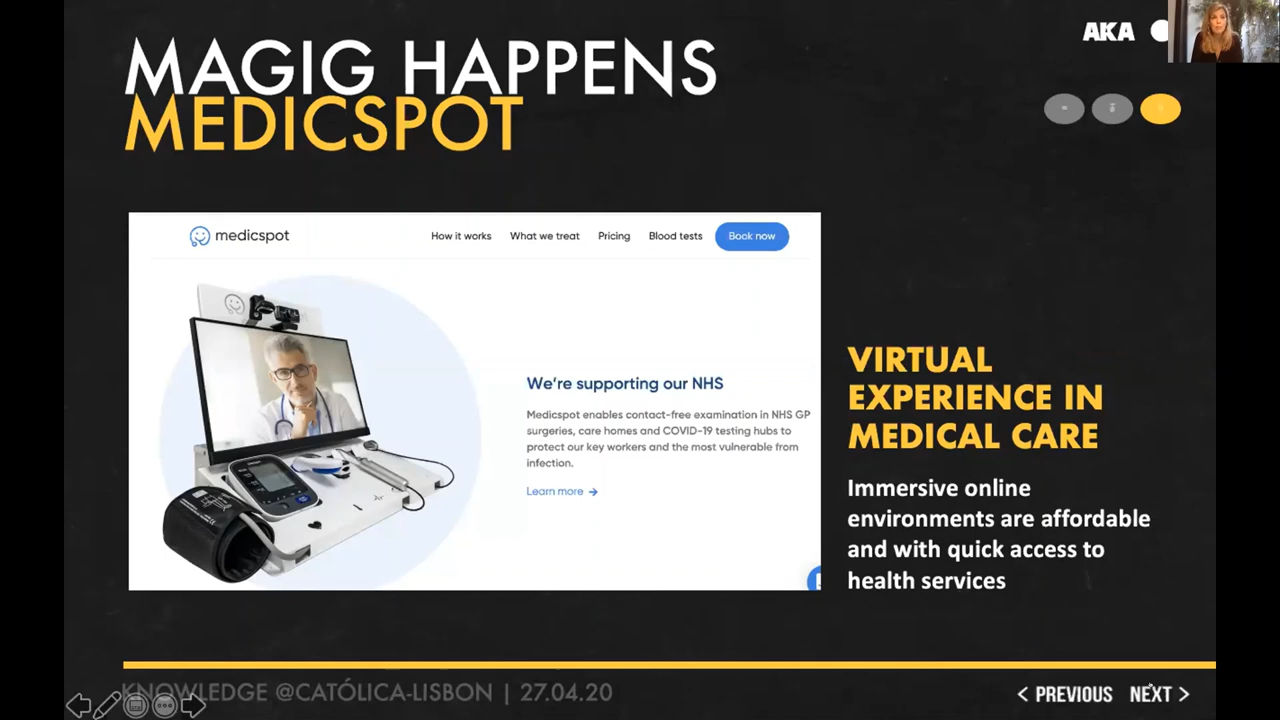 MAGIG HAPPENS
MEDICSPOT
AKA
medicspot
How it works
What we treat
Pricing
Blood tests
Book now
We're supporting our NHS
Medicspot enables contact-free examination in NHS GP
surgeries, care homes and COVID-19 testing hubs to
protect our key workers and the most vulnerable from
infection.
Learn more →
VIRTUAL
EXPERIENCE IN
MEDICAL CARE
Immersive online
environments are affordable
and with quick access to
health services
KNOWLEDGE @CATÓLICA-LISBON | 27.04.20
< PREVIOUS
NEXT >